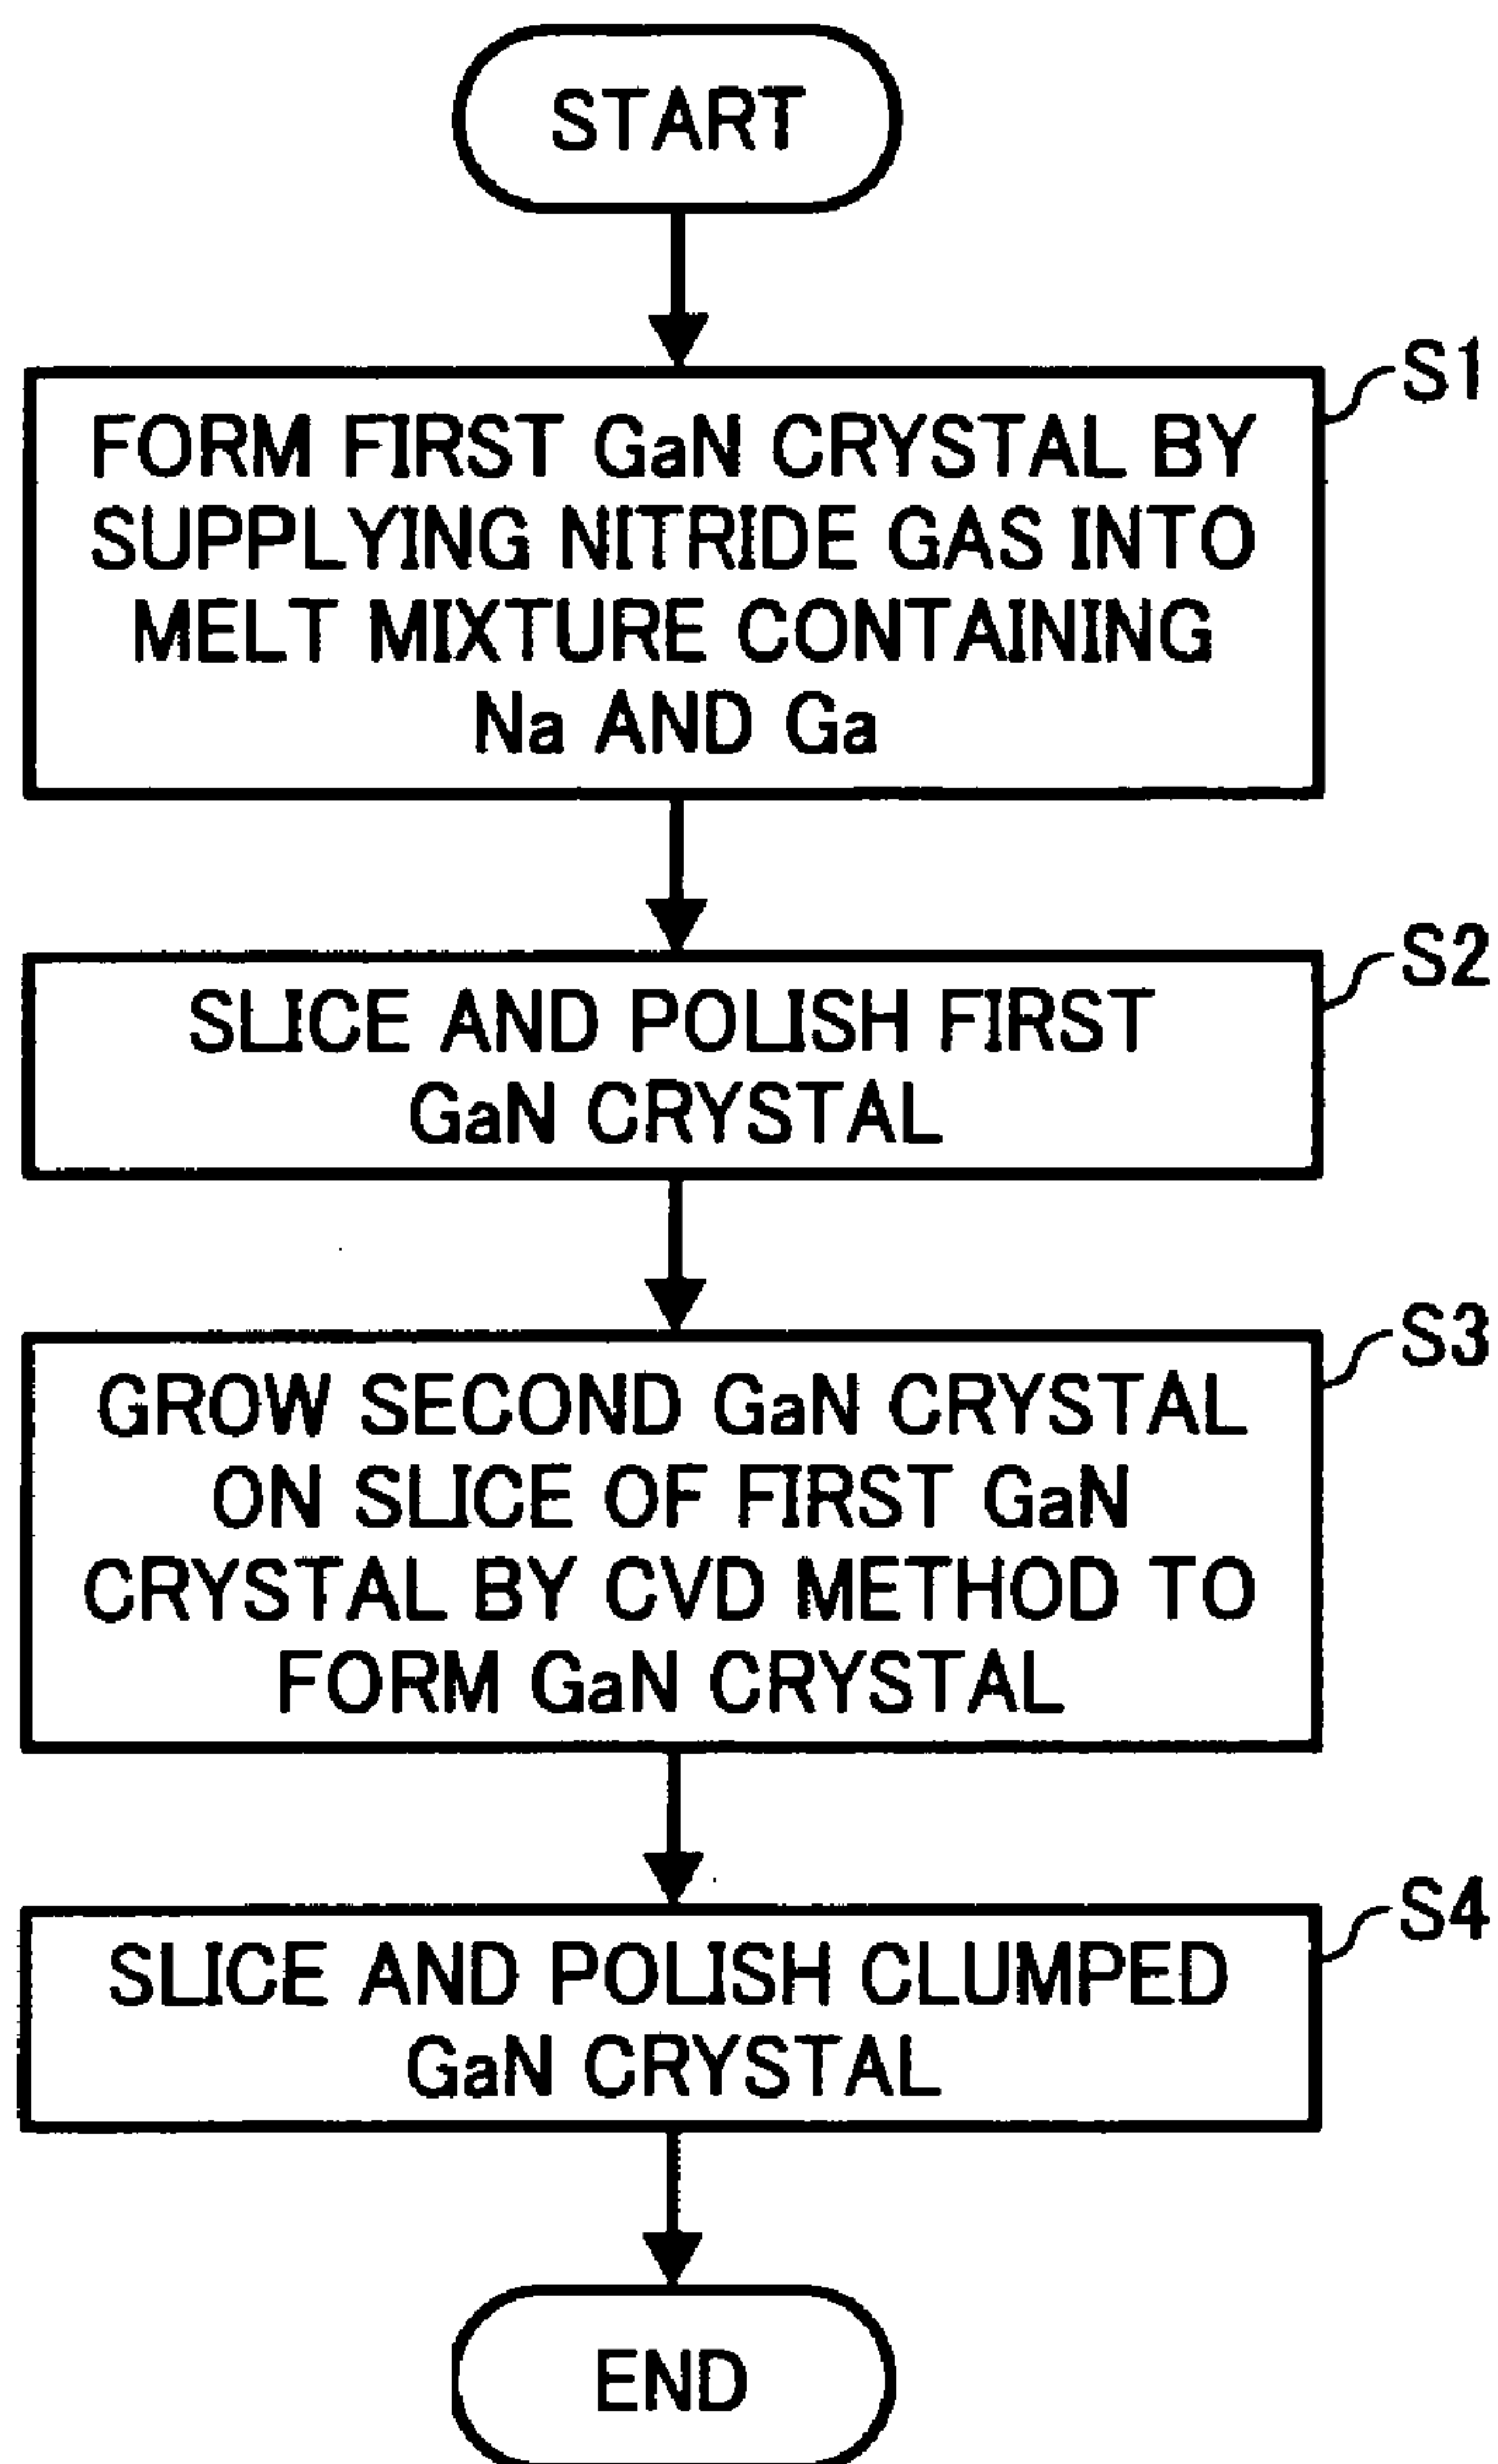 START
S1
FORM FIRST GaN CRYSTAL BY
SUPPLYING NITRIDE GAS INTO
MELT MIXTURE CONTAINING
Na AND Ga
S2
SLICE AND POLISH FIRST
GaN CRYSTAL
S3
GROW SECOND GaN CRYSTAL
ON SLICE OF FIRST GaN
CRYSTAL BY CVD METHOD TO
FORM GaN CRYSTAL
S4
SLICE AND POLISH CLUMPED
GaN CRYSTAL
END